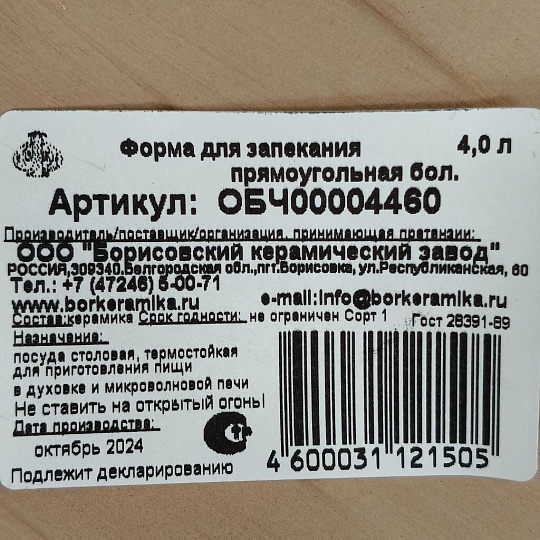 Форма для запекания 4,0 л
прямоугольная бол.
Артикул: ОБЧ00004460
Производитель/поставщик/организация, принимающая претензии:
ООО "Борисовский керамический завод"
РОССИЯ,309340,Белгородская обл.,пгт.Борисовка, ул.Республиканская, 60
Тел.: +7 (47246) 5-00-71
www.borkeramika.ru e-mail:info@borkeramika.ru
Состав:керамика Срок годности: не ограничен Сорт 1 Гост 28391-89
Назначение:
посуда столовая, термостойкая
для приготовления пищи
в духовке и микроволновой печи
Не ставить на открытый огонь!
Дата производства:
октябрь 2024
Подлежит декларированию
4 600031 121505